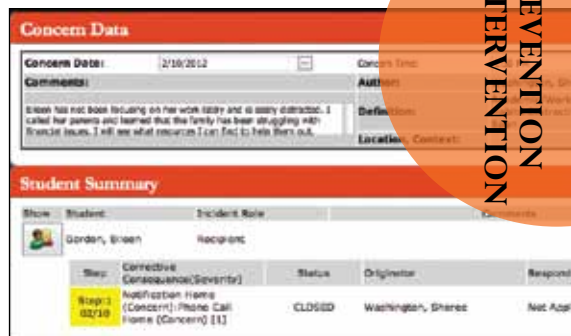 Concern Data
Concern Date: 2/10/2012 Concern Time:
Comments: Author:
Eileen has not been focusing on her work lately and is easily distracted. I
called her parents and learned that the family has been struggling with
financial issues. I will see what resources I can find to help them out.
Definition:
Location, Context:
EVENTION
TERVENTION
Student Summary
Show Student Incident Role Comments
Gordon, Eileen Recipient
Step Corrective Consequence[Severity] Status Originator Respond
Step:1 02/10
Notification Home
(Concern):Phone Call
Home (Concern) [1]
CLOSED Washington, Sharee Not Appl